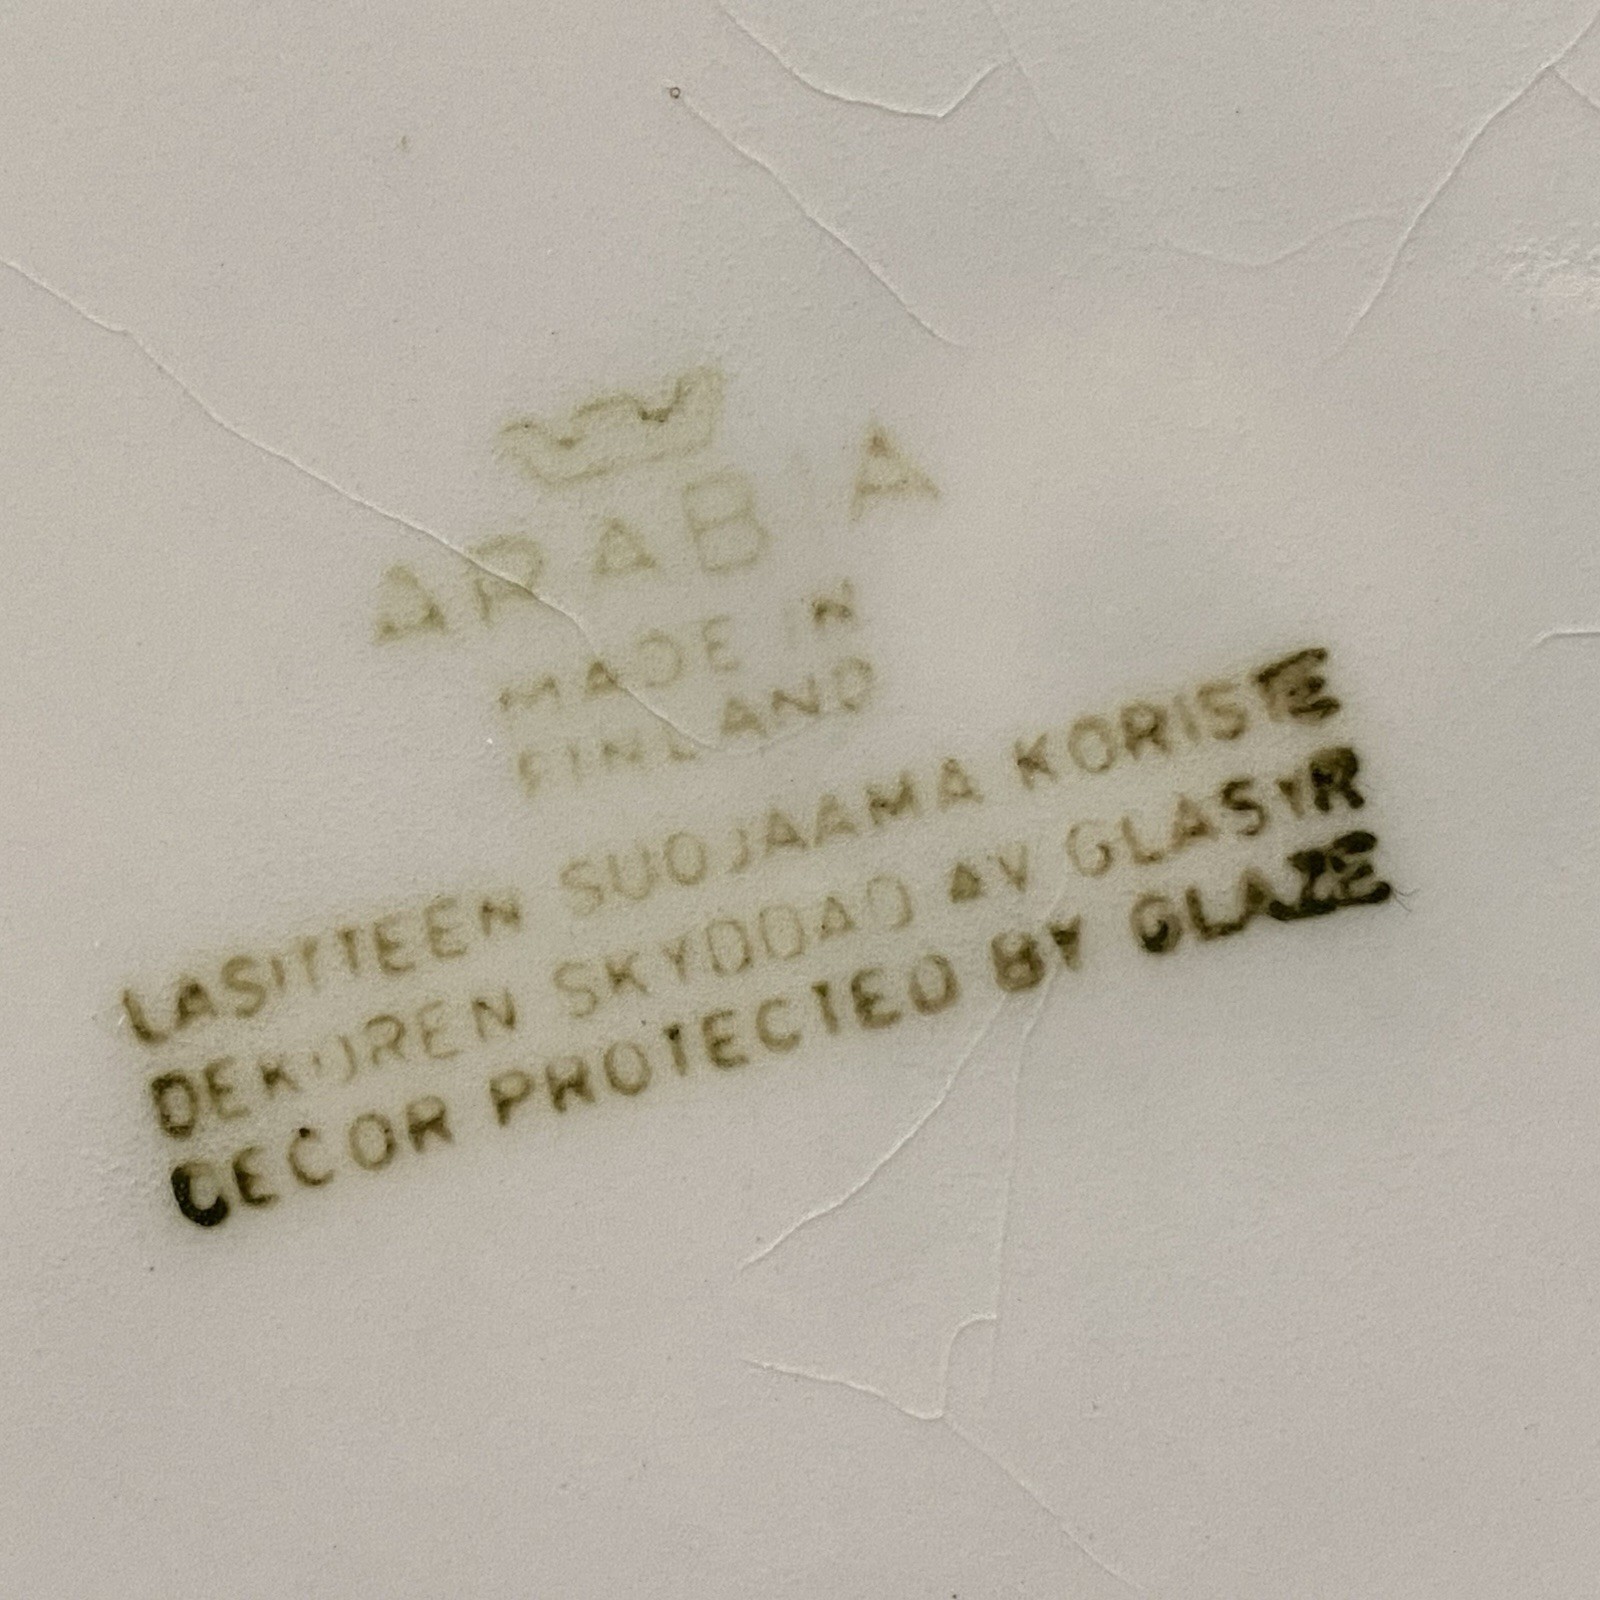 ARABIA
MADE IN
FINLAND
LASITTEEN SUOJAAMA KORISTE
DEKOREN SKYDDAD AV GLASYR
DECOR PROTECTED BY GLAZE